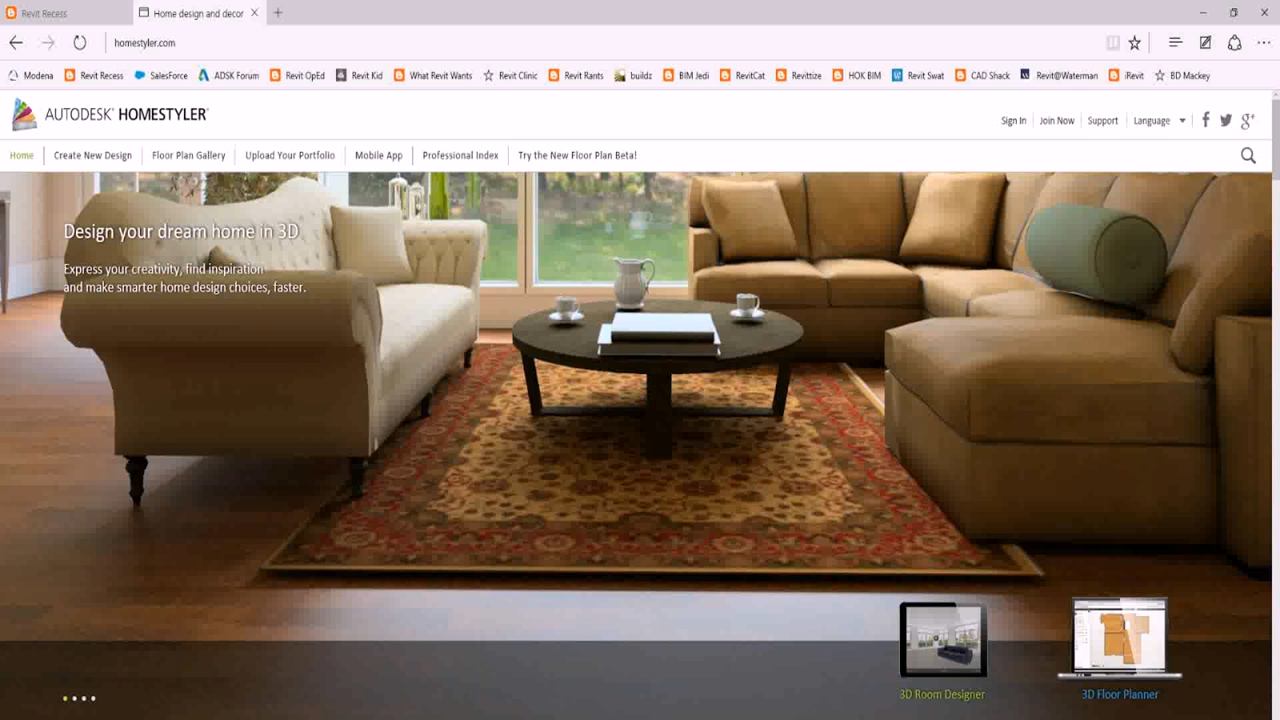 Revit Recess
Home design and decor
homestyler.com
Modena Revit Recess SalesForce ADSK Forum Revit OpEd Revit Kid What Revit Wants Revit Clinic Revit Rants buildz BIM Jedi RevitCat Revittize HOK BIM Revit Swat CAD Shack Revit@Waterman iRevit BD Mackey
AUTODESK® HOMESTYLER®
Sign In Join Now Support Language
Home Create New Design Floor Plan Gallery Upload Your Portfolio Mobile App Professional Index Try the New Floor Plan Beta!
Design your dream home in 3D
Express your creativity, find inspiration
and make smarter home design choices, faster.
3D Room Designer 3D Floor Planner